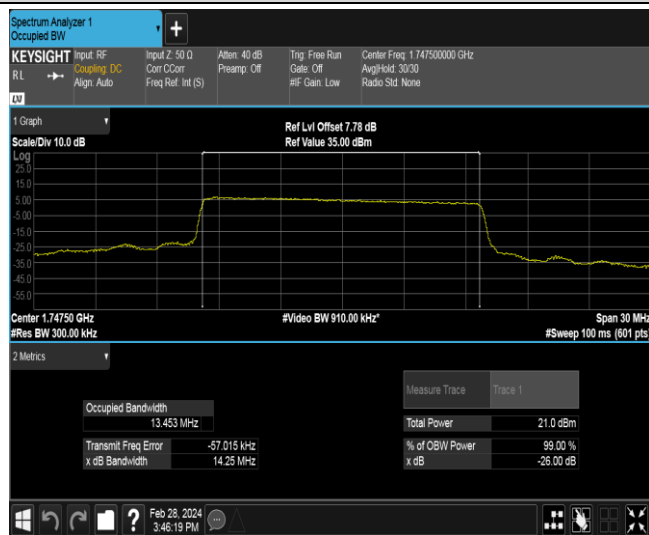 Spectrum Analyzer 1
Occupied BW
+
KEYSIGHT
RL
LXI
Input: RF
Coupling: DC
Align: Auto
Input Z: 50 Ω
Corr CCorr
Freq Ref: Int (S)
Atten: 40 dB
Preamp: Off
Trig: Free Run
Gate: Off
#IF Gain: Low
Center Freq: 1.747500000 GHz
Avg|Hold: 30/30
Radio Std: None
1 Graph
Scale/Div 10.0 dB
Ref Lvl Offset 7.78 dB
Ref Value 35.00 dBm
Log
25.0
15.0
5.00
-5.00
-15.0
-25.0
-35.0
-45.0
-55.0
Center 1.74750 GHz
#Video BW 910.00 kHz*
Span 30 MHz
#Res BW 300.00 kHz
#Sweep 100 ms (601 pts)
2 Metrics
Measure Trace Trace 1
Occupied Bandwidth
13.453 MHz
Total Power 21.0 dBm
Transmit Freq Error -57.015 kHz
% of OBW Power 99.00 %
x dB Bandwidth 14.25 MHz
x dB -26.00 dB
?
Feb 28, 2024
3:46:19 PM